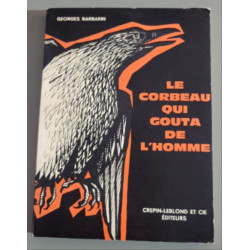 GEORGES BARBARIN
LE
CORBEAU
QUI
GOUTA
DE
L'HOMME
CREPIN-LEBLOND ET CIE
ÉDITEURS